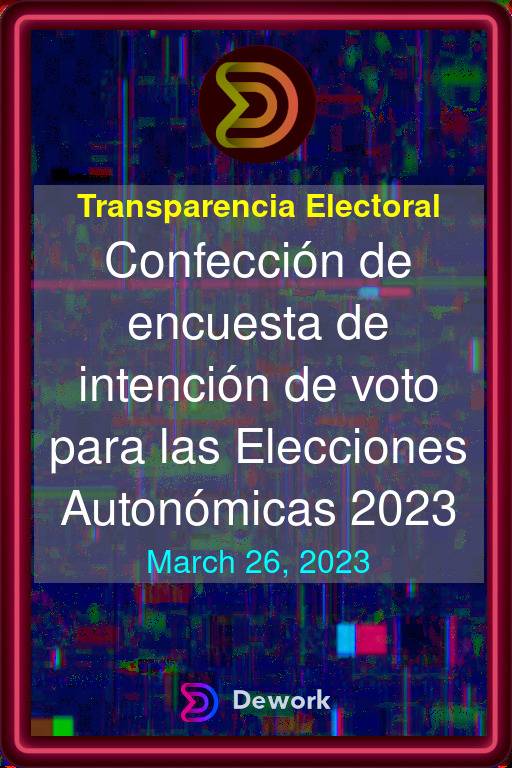 Transparencia Electoral
Confección de
encuesta de
intención de voto
para las Elecciones
Autonómicas 2023
March 26, 2023
Dework